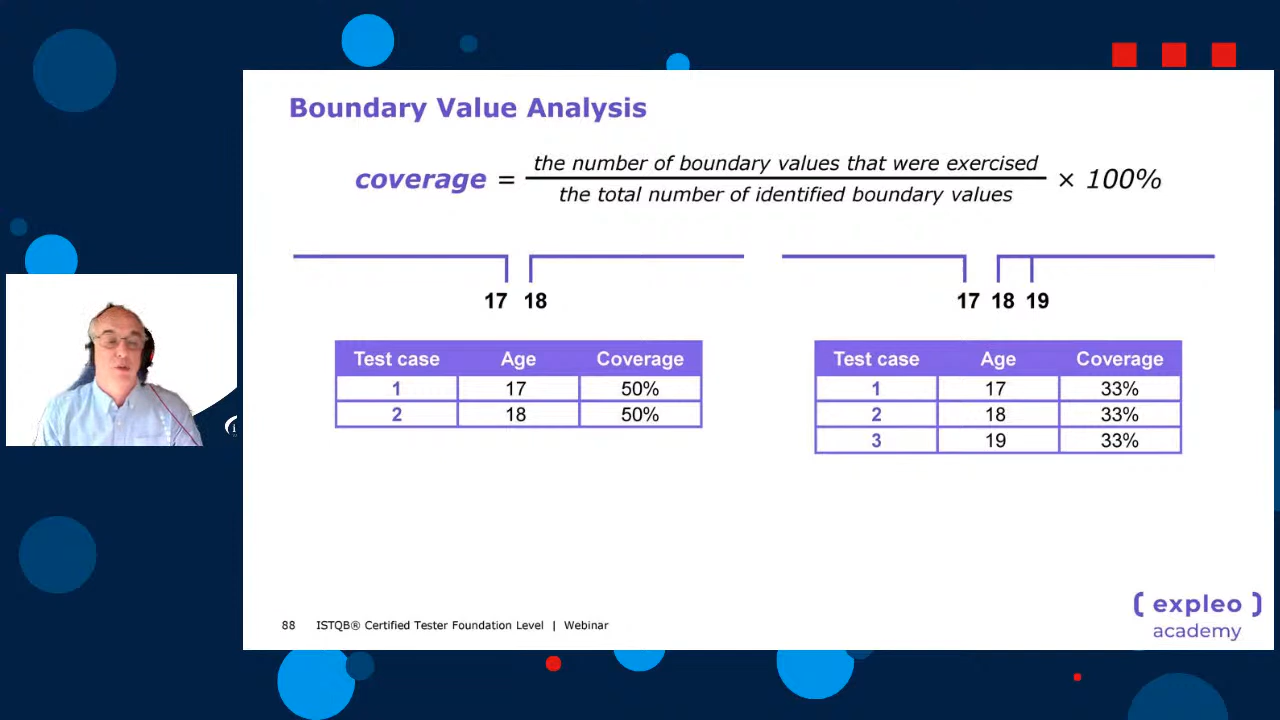 Boundary Value Analysis
coverage = the number of boundary values that were exercised × 100%
the total number of identified boundary values
17 18
17 18 19
Test case Age Coverage
1 17 50%
2 18 50%
Test case Age Coverage
1 17 33%
2 18 33%
3 19 33%
88 ISTQB® Certified Tester Foundation Level | Webinar
( expleo )
academy